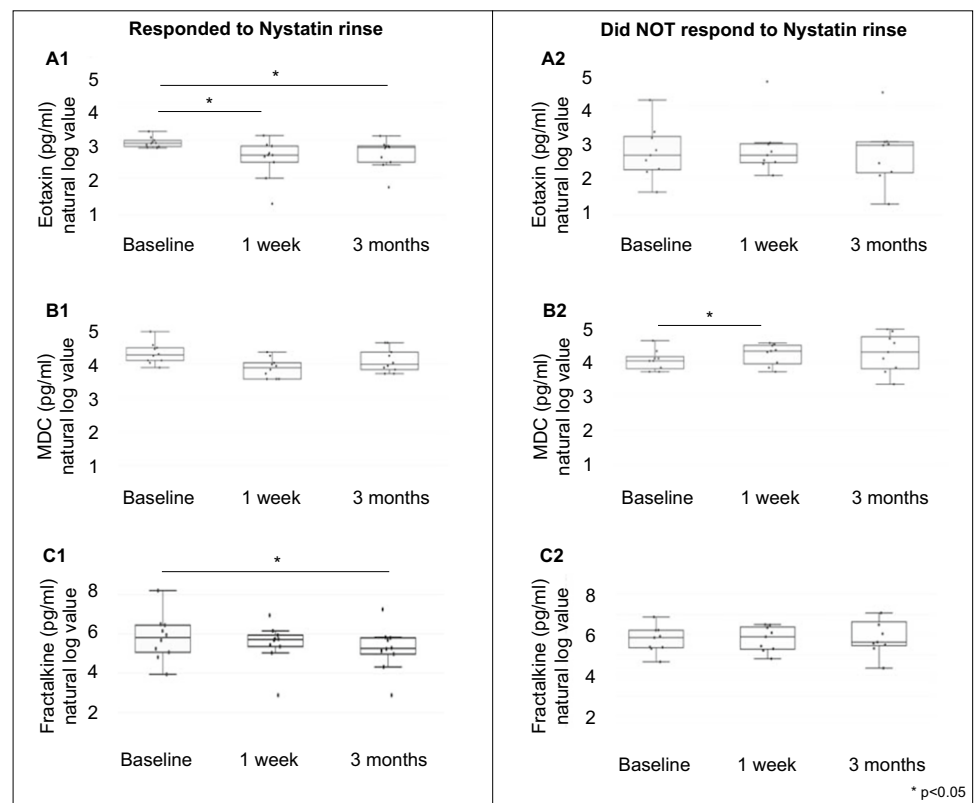 Responded to Nystatin rinse
A1
Eotaxin (pg/ml)
natural log value
5
4
3
2
1
*
*
Baseline 1 week 3 months
B1
MDC (pg/ml)
natural log value
5
4
3
2
1
Baseline 1 week 3 months
C1
Fractalkine (pg/ml)
natural log value
8
6
4
2
*
Baseline 1 week 3 months
Did NOT respond to Nystatin rinse
A2
Eotaxin (pg/ml)
natural log value
5
4
3
2
1
Baseline 1 week 3 months
B2
MDC (pg/ml)
natural log value
5
4
3
2
1
*
Baseline 1 week 3 months
C2
Fractalkine (pg/ml)
natural log value
8
6
4
2
Baseline 1 week 3 months
* p<0.05